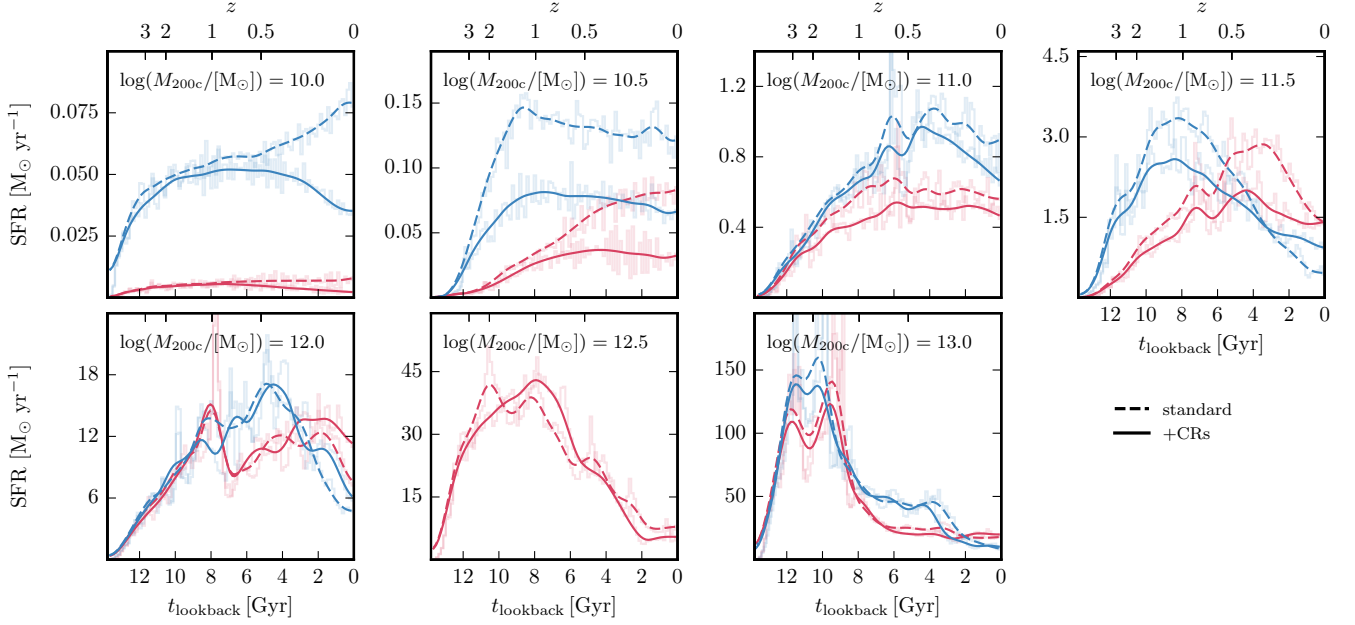 z z z z
3 2 1 0.5 0 3 2 1 0.5 0 3 2 1 0.5 0 3 2 1 0.5 0
log(M200c/[M⊙]) = 10.0
0.075
0.050
0.025
SFR [M⊙ yr−1]
log(M200c/[M⊙]) = 10.5
0.15
0.10
0.05
log(M200c/[M⊙]) = 11.0
1.2
0.8
0.4
log(M200c/[M⊙]) = 11.5
4.5
3.0
1.5
12 10 8 6 4 2 0
tlookback [Gyr]
log(M200c/[M⊙]) = 12.0
18
12
6
SFR [M⊙ yr−1]
12 10 8 6 4 2 0
tlookback [Gyr]
log(M200c/[M⊙]) = 12.5
45
30
15
12 10 8 6 4 2 0
tlookback [Gyr]
log(M200c/[M⊙]) = 13.0
150
100
50
12 10 8 6 4 2 0
tlookback [Gyr]
standard
+CRs